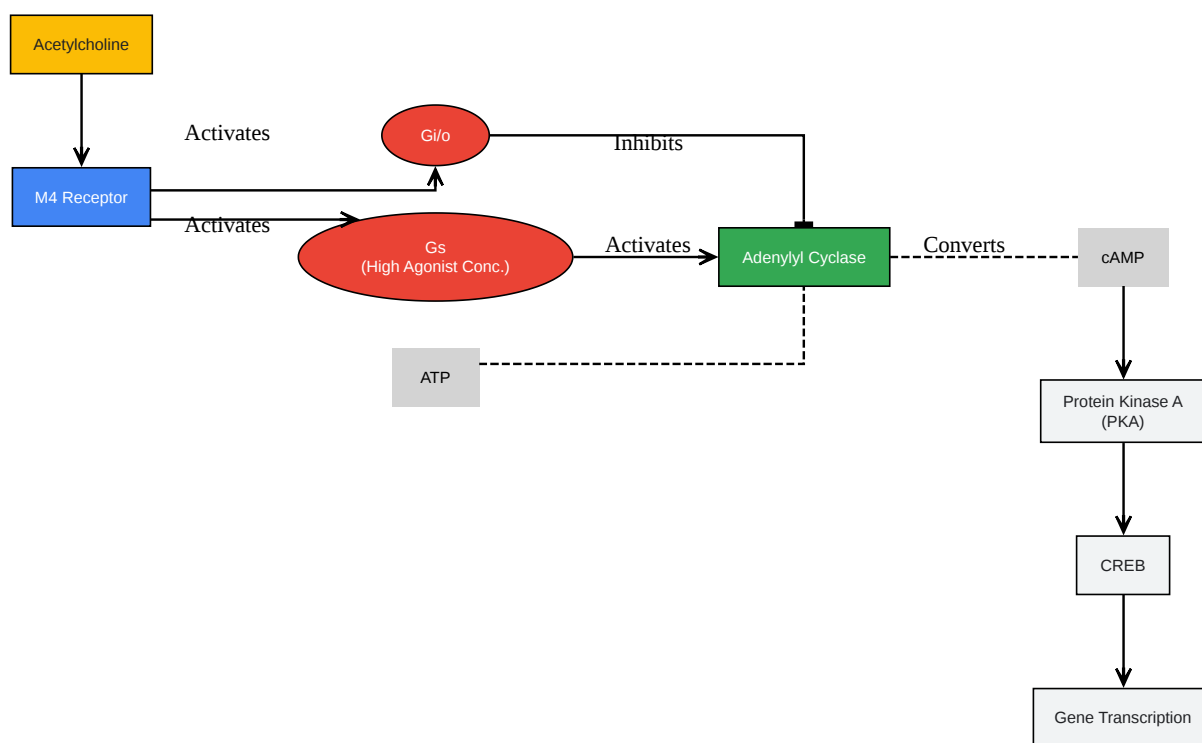 Acetylcholine
Activates
Gi/o
Inhibits
M4 Receptor
Activates
Gs
(High Agonist Conc.)
Activates
Adenylyl Cyclase
Converts
cAMP
ATP
Protein Kinase A
(PKA)
CREB
Gene Transcription